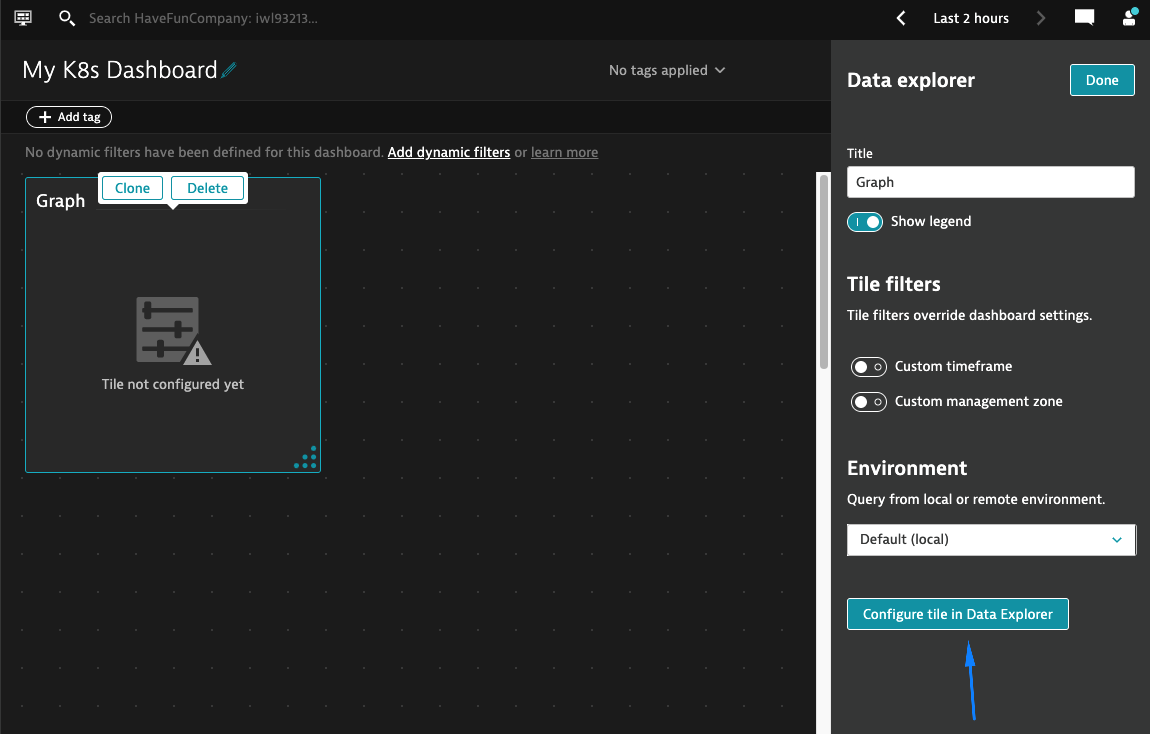 Search HaveFunCompany: iwl93213...
Last 2 hours
My K8s Dashboard
No tags applied
Add tag
No dynamic filters have been defined for this dashboard. Add dynamic filters or learn more
Clone
Delete
Graph
Tile not configured yet
Data explorer
Done
Title
Graph
Show legend
Tile filters
Tile filters override dashboard settings.
Custom timeframe
Custom management zone
Environment
Query from local or remote environment.
Default (local)
Configure tile in Data Explorer